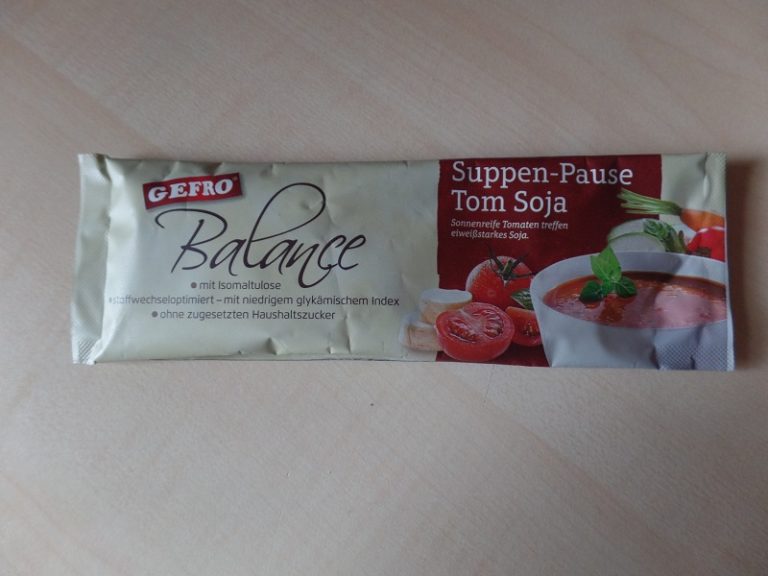 GEFRO®
Balance
• mit Isomaltulose
• stoffwechseloptimiert – mit niedrigem glykämischem Index
• ohne zugesetzten Haushaltszucker
Suppen-Pause
Tom Soja
Sonnenreife Tomaten treffen
eiweißstarkes Soja.